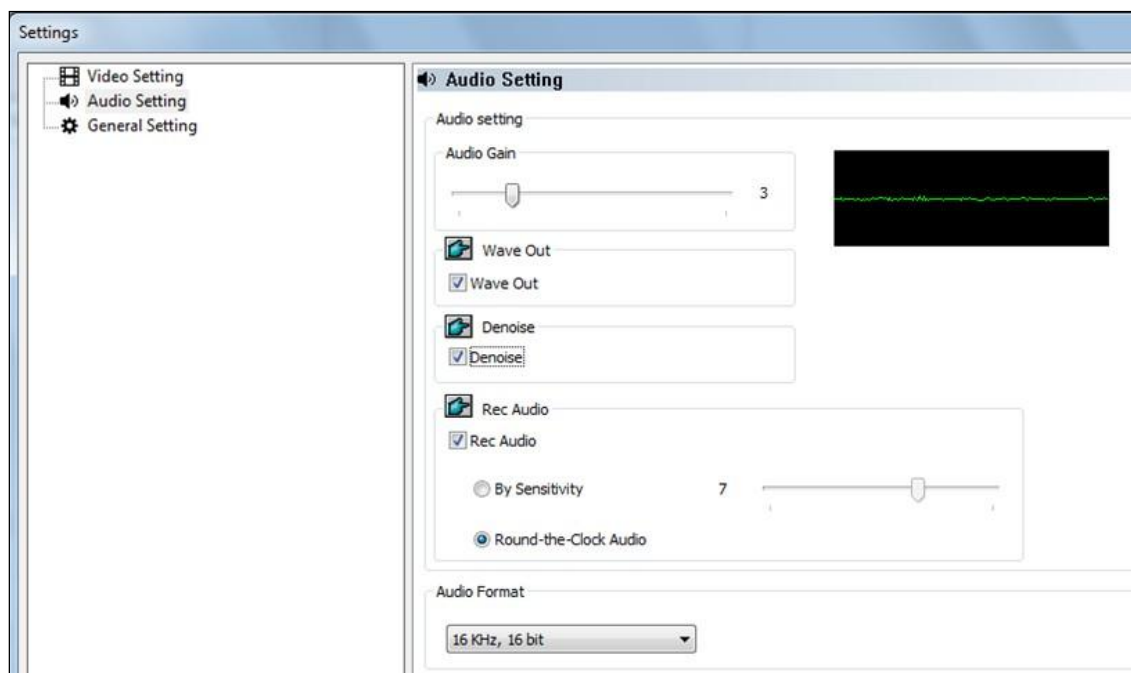 Settings
Video Setting
Audio Setting
General Setting
Audio Setting
Audio setting
Audio Gain
3
Wave Out
Wave Out
Denoise
Denoise
Rec Audio
Rec Audio
By Sensitivity 7
Round-the-Clock Audio
Audio Format
16 KHz, 16 bit